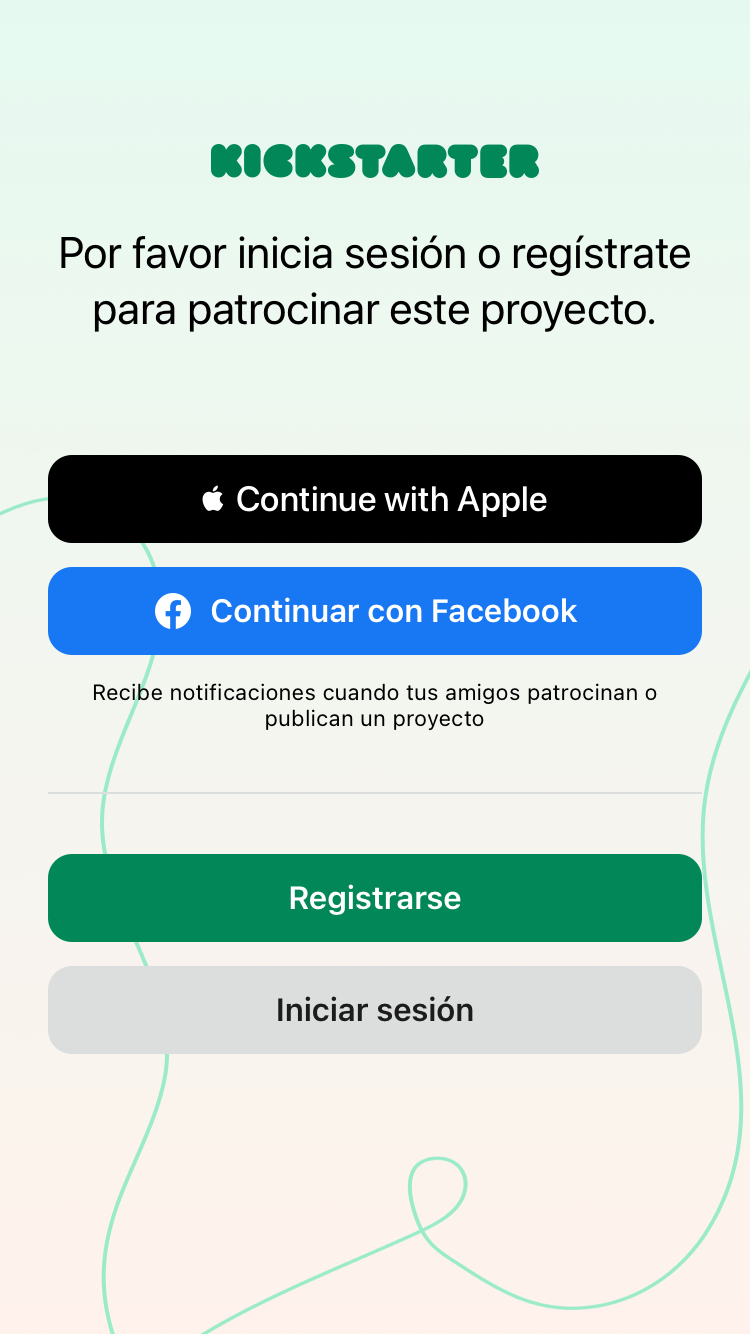 KICKSTARTER
Por favor inicia sesión o regístrate
para patrocinar este proyecto.
Continue with Apple
Continuar con Facebook
Recibe notificaciones cuando tus amigos patrocinan o
publican un proyecto
Registrarse
Iniciar sesión